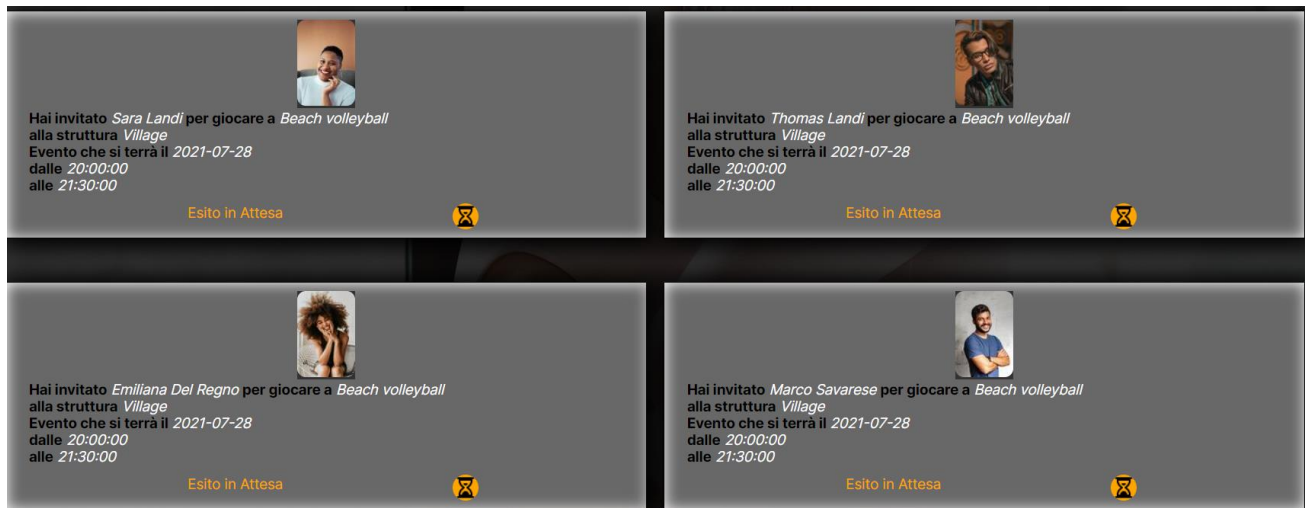 Hai invitato Sara Landi per giocare a Beach volleyball
alla struttura Village
Evento che si terrà il 2021-07-28
dalle 20:00:00
alle 21:30:00
Esito in Attesa
Hai invitato Thomas Landi per giocare a Beach volleyball
alla struttura Village
Evento che si terrà il 2021-07-28
dalle 20:00:00
alle 21:30:00
Esito in Attesa
Hai invitato Emiliana Del Regno per giocare a Beach volleyball
alla struttura Village
Evento che si terrà il 2021-07-28
dalle 20:00:00
alle 21:30:00
Esito in Attesa
Hai invitato Marco Savarese per giocare a Beach volleyball
alla struttura Village
Evento che si terrà il 2021-07-28
dalle 20:00:00
alle 21:30:00
Esito in Attesa